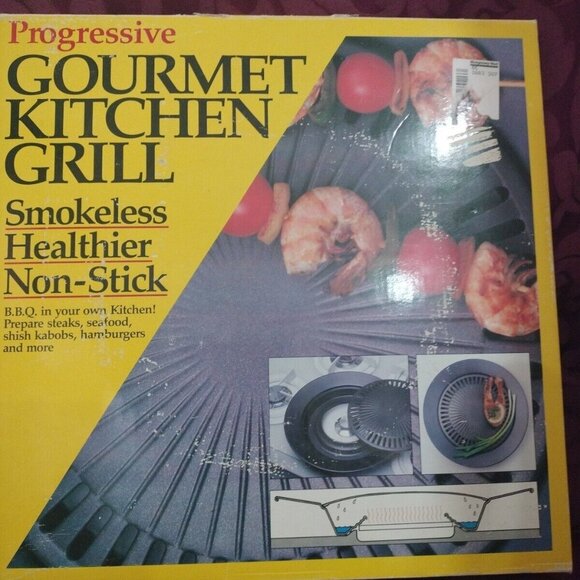 Progressive
GOURMET
KITCHEN
GRILL
Smokeless
Healthier
Non-Stick
B.B.Q. in your own Kitchen!
Prepare steaks, seafood,
shish kabobs, hamburgers
and more